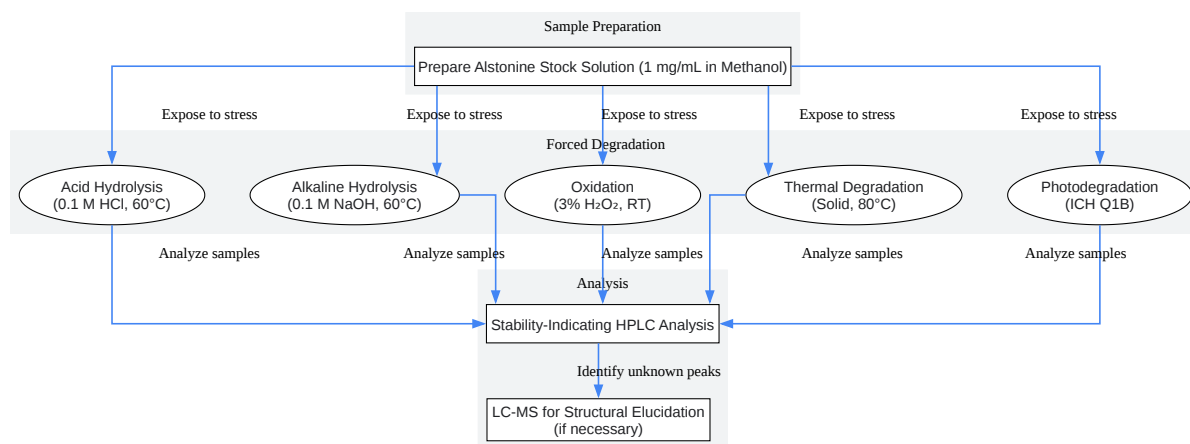 Sample Preparation
Prepare Alstonine Stock Solution (1 mg/mL in Methanol)
Expose to stress
Expose to stress
Expose to stress
Expose to stress
Expose to stress
Forced Degradation
Acid Hydrolysis
(0.1 M HCl, 60°C)
Alkaline Hydrolysis
(0.1 M NaOH, 60°C)
Oxidation
(3% H₂O₂, RT)
Thermal Degradation
(Solid, 80°C)
Photodegradation
(ICH Q1B)
Analyze samples
Analyze samples
Analyze samples
Analyze samples
Analyze samples
Analysis
Stability-Indicating HPLC Analysis
Identify unknown peaks
LC-MS for Structural Elucidation
(if necessary)